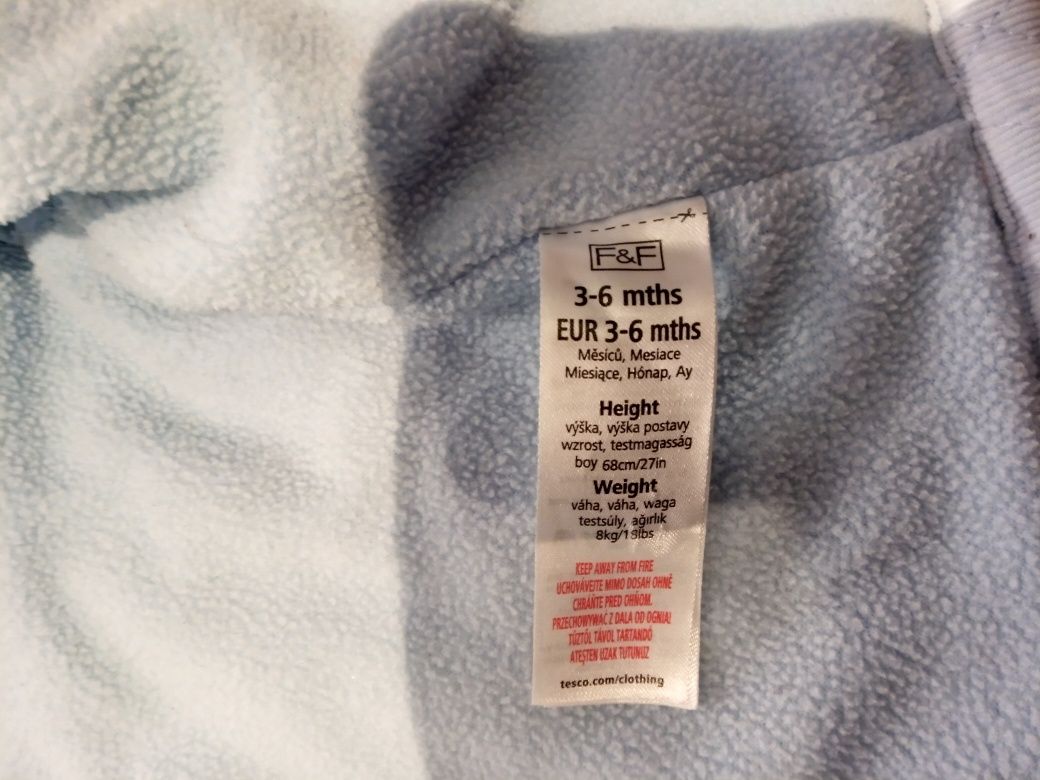 F&F
3-6 mths
EUR 3-6 mths
Měsíců, Mesiace
Miesiące, Hónap, Ay
Height
výška, výška postavy
wzrost, testmagasság
boy 68cm/27in
Weight
váha, váha, waga
testsúly, ağırlık
8kg/18lbs
KEEP AWAY FROM FIRE
UCHOVÁVEJTE MIMO DOSAH OHNĚ
CHRÁŇTE PRED OHŇOM.
PRZECHOWYWAĆ Z DALA OD OGNIA!
TŰZTŐL TÁVOL TARTANDÓ
ATEŞTEN UZAK TUTUNUZ
tesco.com/clothing